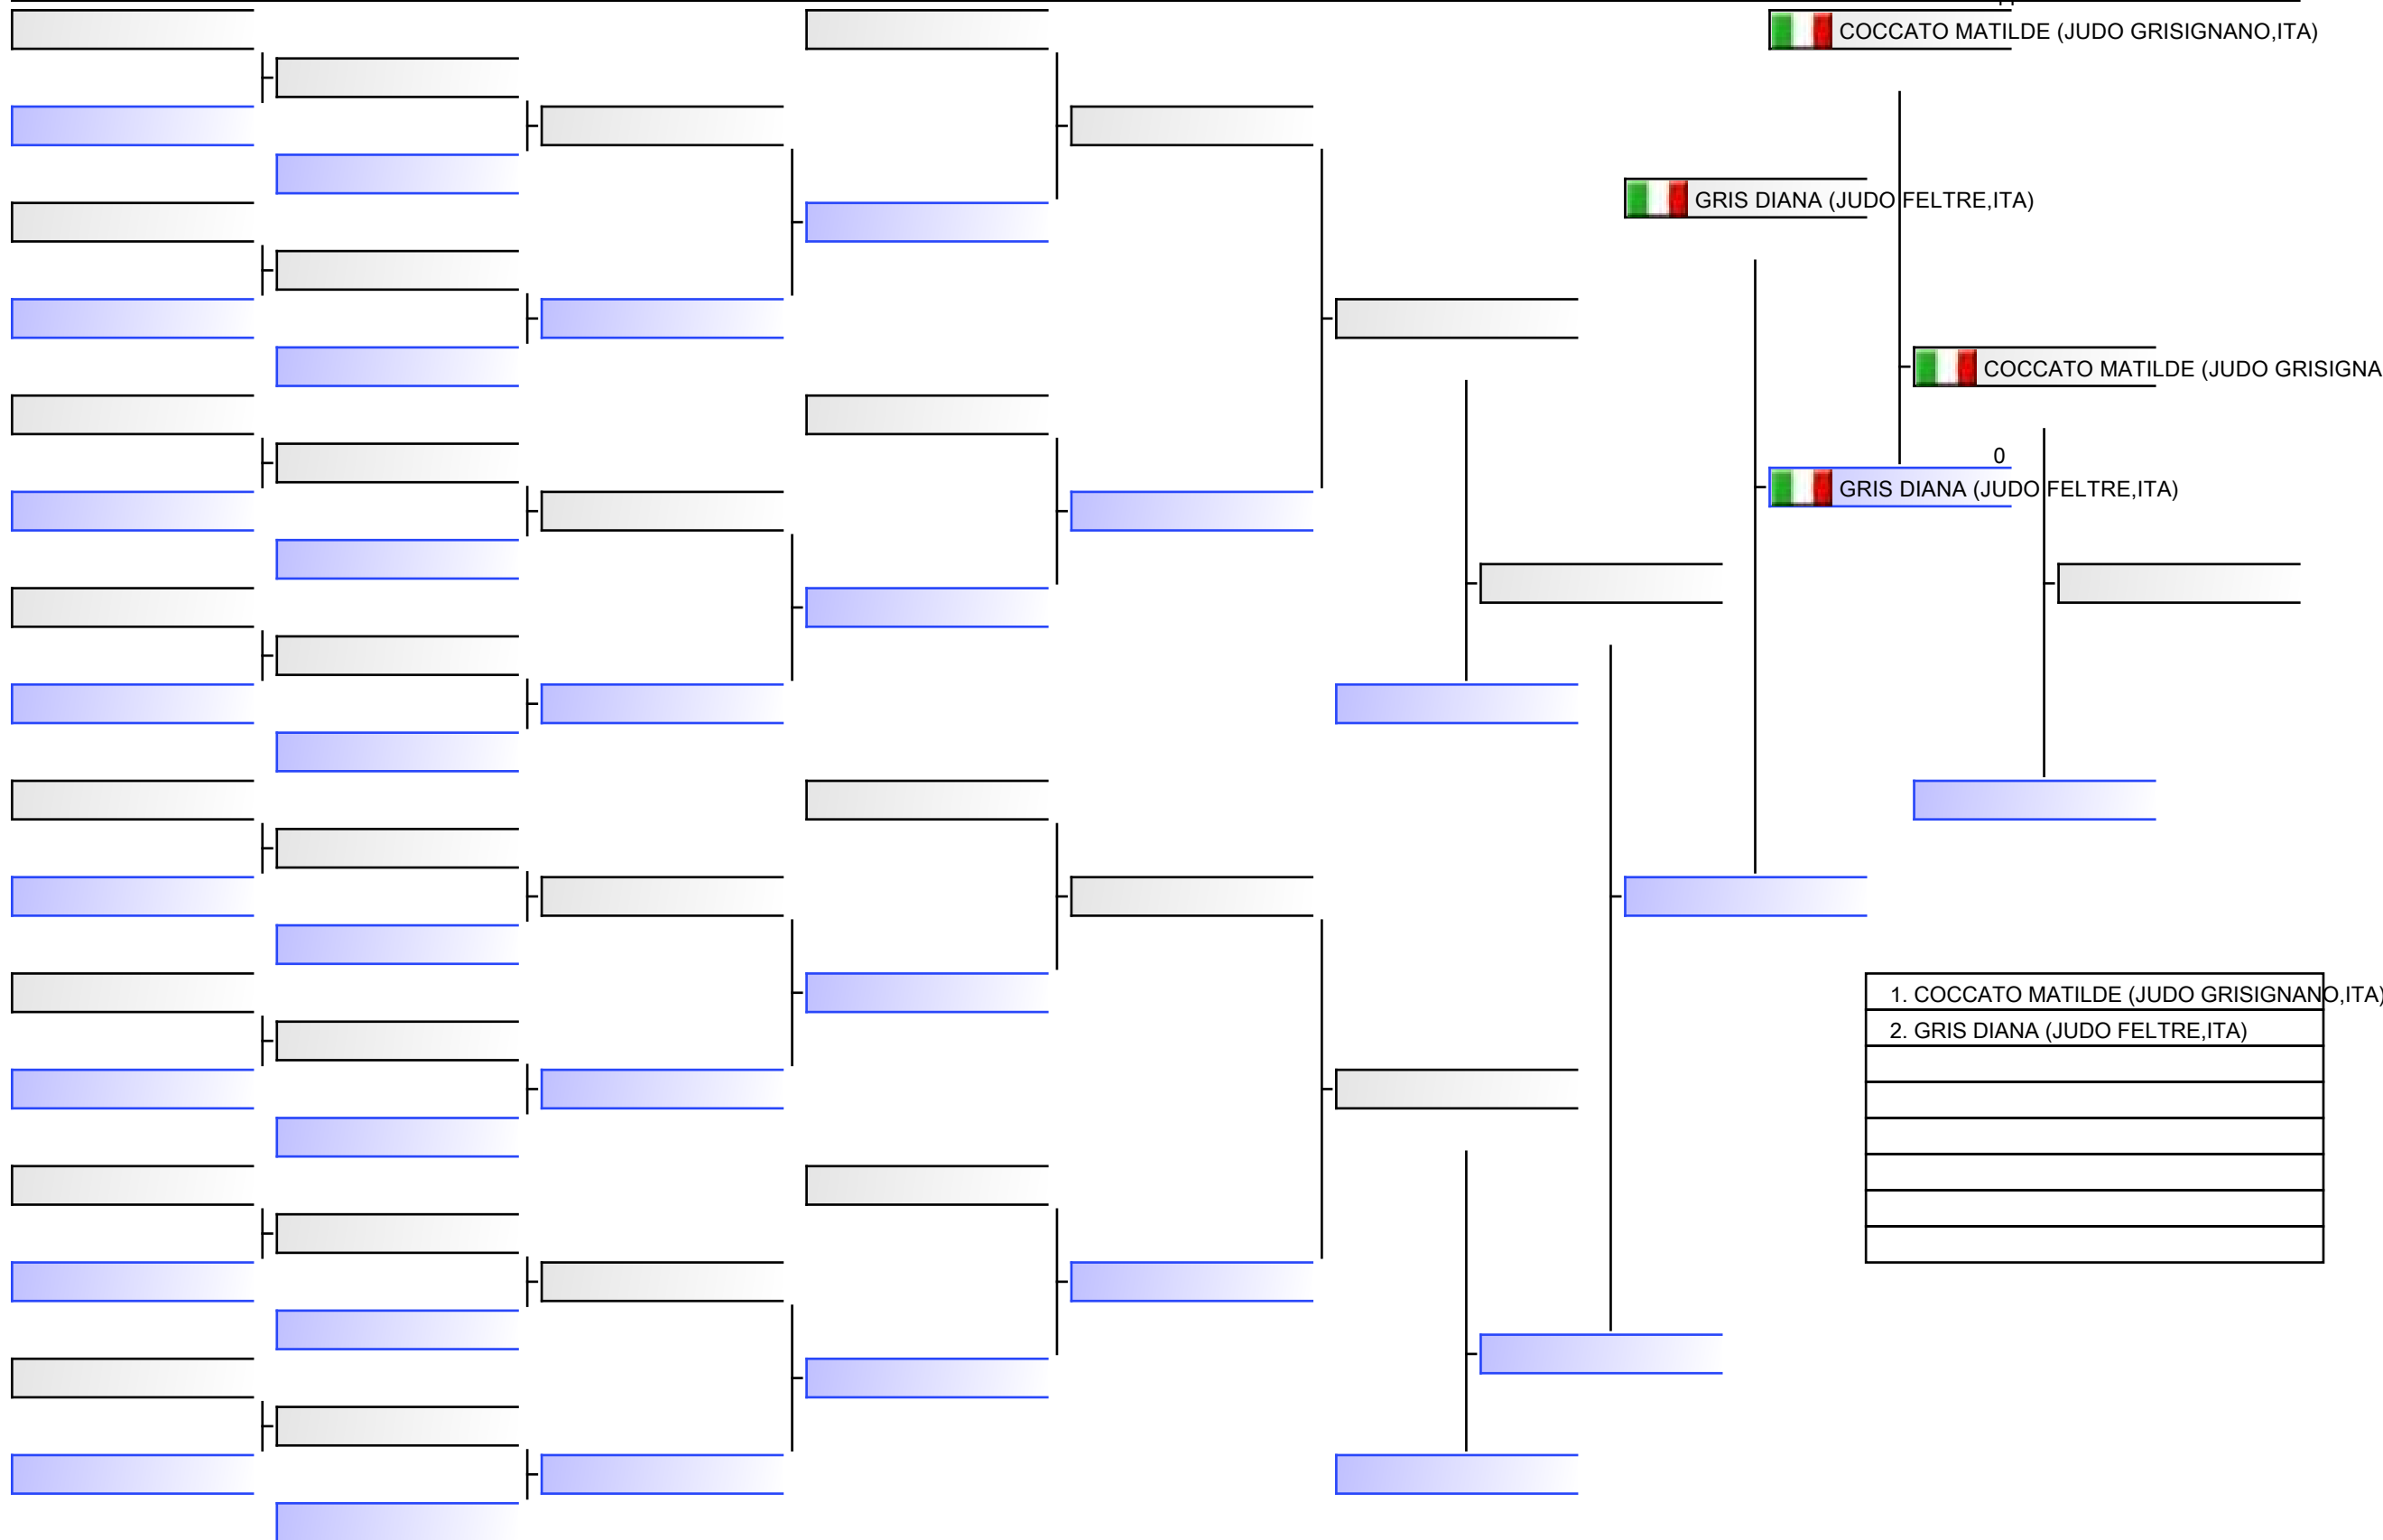 COCCATO MATILDE (JUDO GRISIGNANO,ITA)
GRIS DIANA (JUDO FELTRE,ITA)
COCCATO MATILDE (JUDO GRISIGNA
0
GRIS DIANA (JUDO FELTRE,ITA)
1. COCCATO MATILDE (JUDO GRISIGNANO,ITA)
2. GRIS DIANA (JUDO FELTRE,ITA)